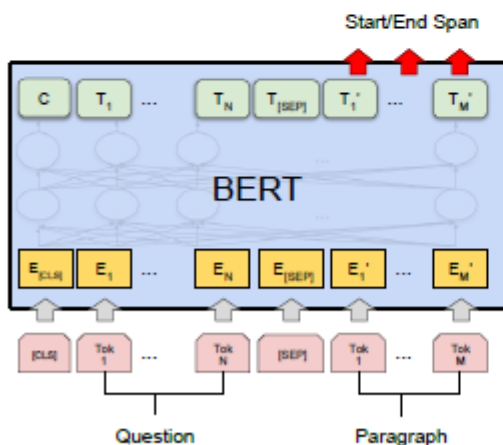 Start/End Span
C T1 ... TN T[SEP] T1' ... TM'
...
BERT
...
E[CLS] E1 ... EN E[SEP] E1' ... EM'
[CLS] Tok 1 ... Tok N [SEP] Tok 1 ... Tok M
Question Paragraph